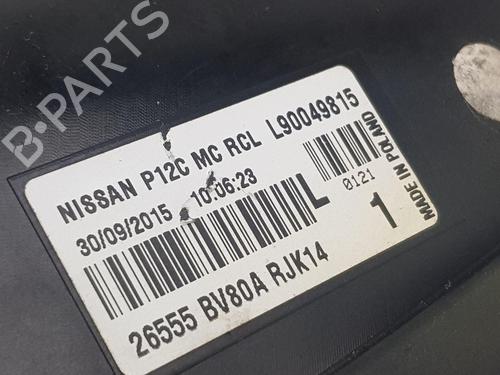 B-PARTS
NISSAN P12C MC RCL L90049815
30/09/2015 10:06:23
L
0121
1
MADE IN POLAND
26555 BV80A RJK14